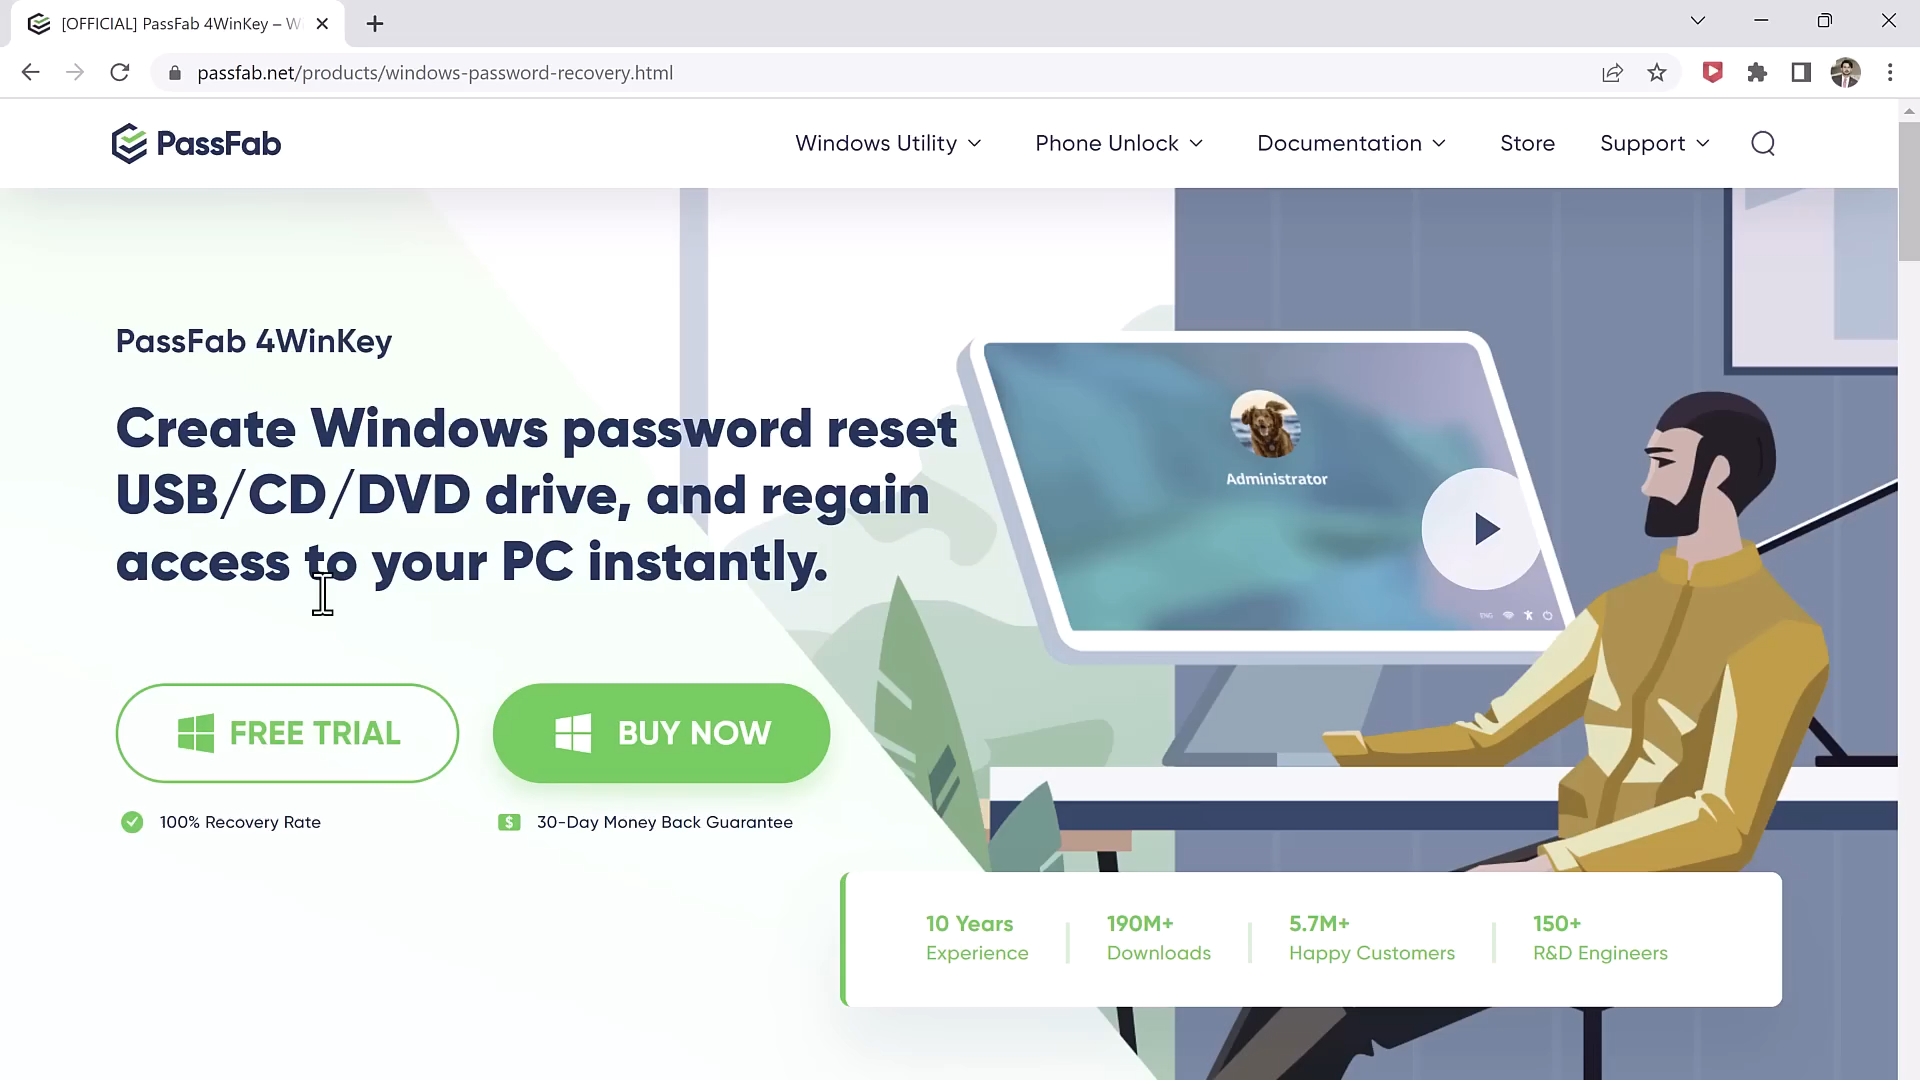 [OFFICIAL] PassFab 4WinKey – W
passfab.net/products/windows-password-recovery.html
PassFab
Windows Utility
Phone Unlock
Documentation
Store
Support
PassFab 4WinKey
Create Windows password reset
USB/CD/DVD drive, and regain
access to your PC instantly.
Administrator
ENG
FREE TRIAL
BUY NOW
100% Recovery Rate
$
30-Day Money Back Guarantee
10 Years
Experience
190M+
Downloads
5.7M+
Happy Customers
150+
R&D Engineers